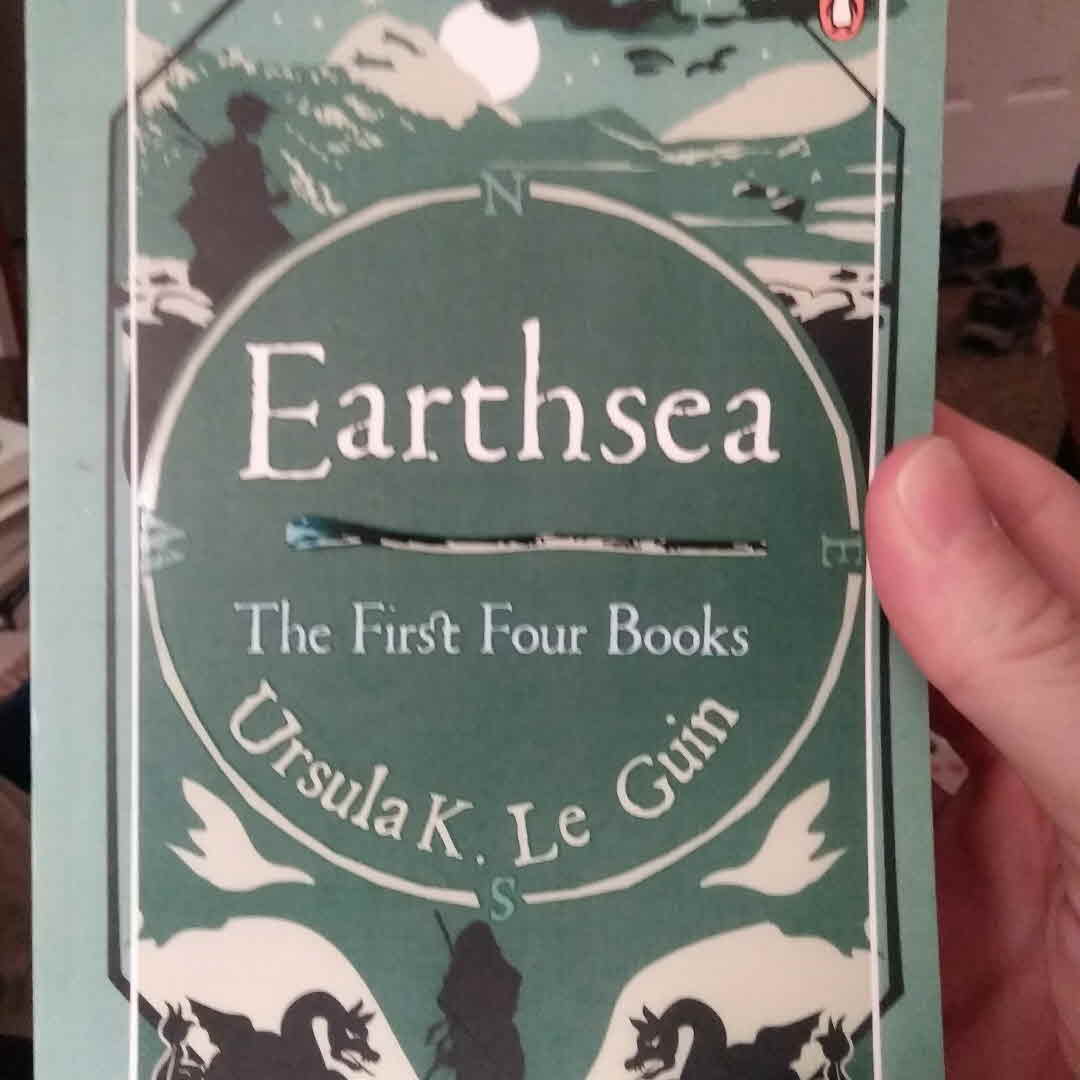 N
Earthsea
W E
The First Four Books
Ursula K. Le Guin
S